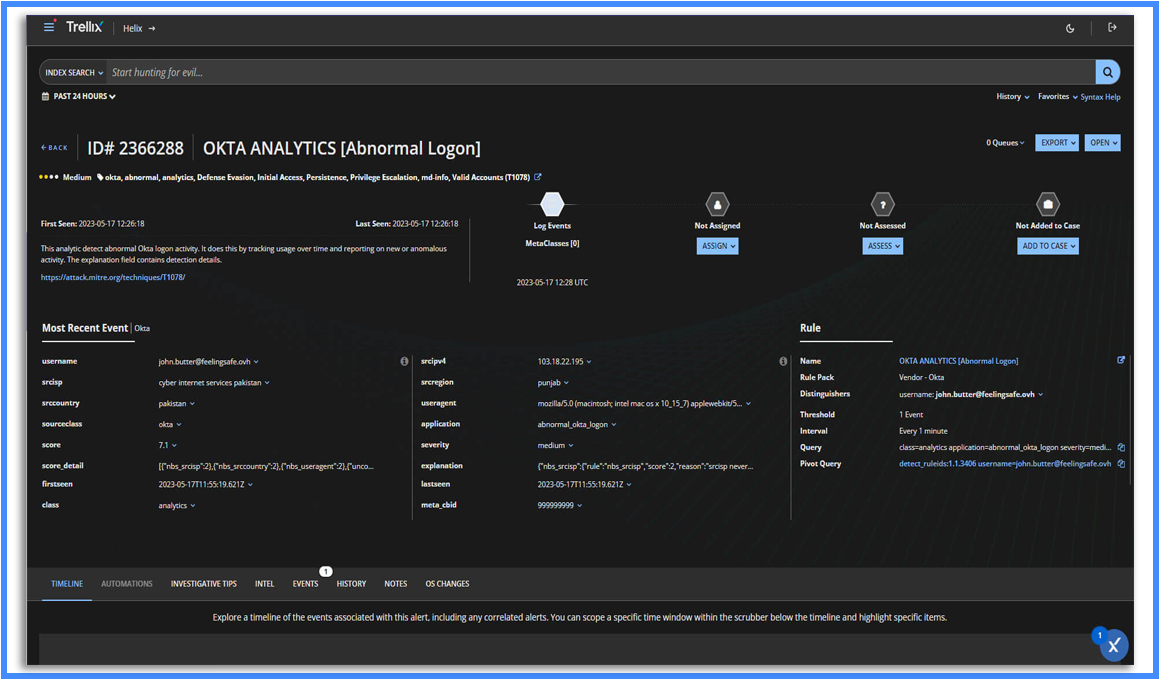 Trellix Helix →
INDEX SEARCH Start hunting for evil...
PAST 24 HOURS History Favorites Syntax Help
← BACK ID# 2366288 OKTA ANALYTICS [Abnormal Logon] 0 Queues EXPORT OPEN
Medium okta, abnormal, analytics, Defense Evasion, Initial Access, Persistence, Privilege Escalation, md-info, Valid Accounts (T1078)
First Seen: 2023-05-17 12:26:18 Last Seen: 2023-05-17 12:26:18
This analytic detect abnormal Okta logon activity. It does this by tracking usage over time and reporting on new or anomalous
activity. The explanation field contains detection details.
https://attack.mitre.org/techniques/T1078/
?
Log Events Not Assigned Not Assessed Not Added to Case
MetaClasses [0] ASSIGN ASSESS ADD TO CASE
2023-05-17 12:28 UTC
Most Recent Event Okta
username john.butter@feelingsafe.ovh
srcisp cyber internet services pakistan
srccountry pakistan
sourceclass okta
score 7.1
score_detail [{"nbs_srcisp":2},{"nbs_srccountry":2},{"nbs_useragent":2},{"unco...
firstseen 2023-05-17T11:55:19.621Z
class analytics
srcipv4 103.18.22.195
srcregion punjab
useragent mozilla/5.0 (macintosh; intel mac os x 10_15_7) applewebkit/5...
application abnormal_okta_logon
severity medium
explanation {"nbs_srcisp":{"rule":"nbs_srcisp","score":2,"reason":"srcisp never...
lastseen 2023-05-17T11:55:19.621Z
meta_cbid 999999999
Rule
Name OKTA ANALYTICS [Abnormal Logon]
Rule Pack Vendor - Okta
Distinguishers username: john.butter@feelingsafe.ovh
Threshold 1 Event
Interval Every 1 minute
Query class=analytics application=abnormal_okta_logon severity=medi...
Pivot Query detect_ruleids:1.1.3406 username=john.butter@feelingsafe.ovh
TIMELINE AUTOMATIONS INVESTIGATIVE TIPS INTEL EVENTS 1 HISTORY NOTES OS CHANGES
Explore a timeline of the events associated with this alert, including any correlated alerts. You can scope a specific time window within the scrubber below the timeline and highlight specific items.
1
X